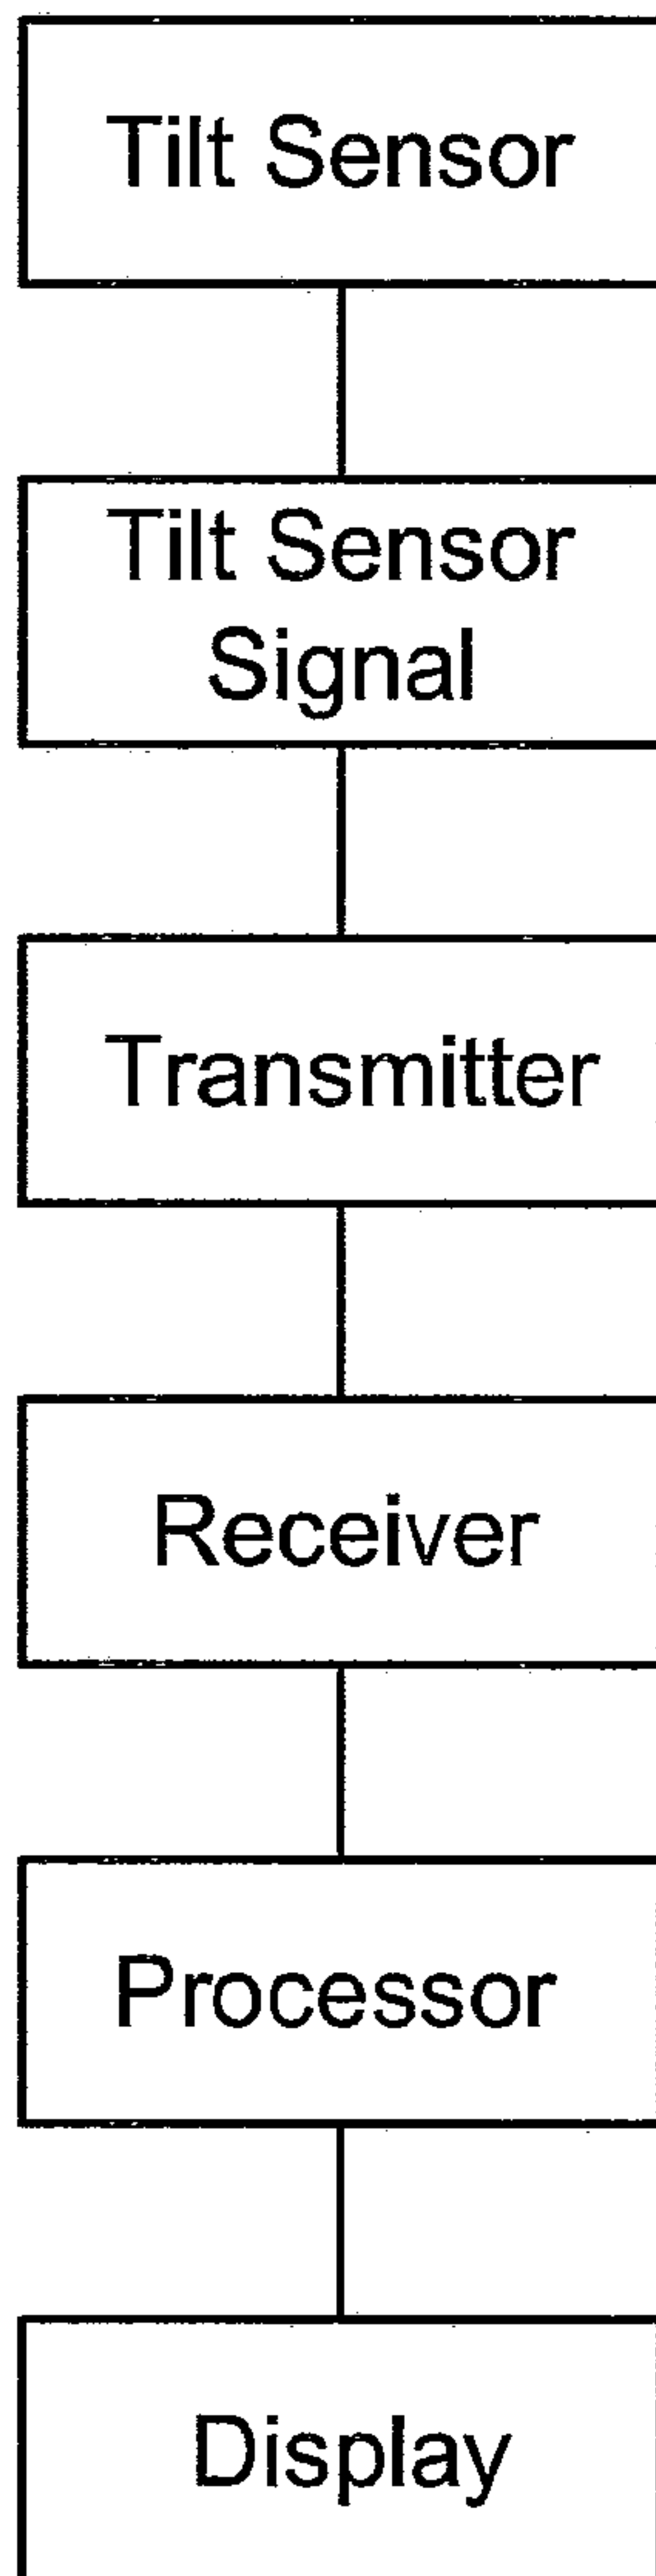 Tilt Sensor
Tilt Sensor
Signal
Transmitter
Receiver
Processor
Display